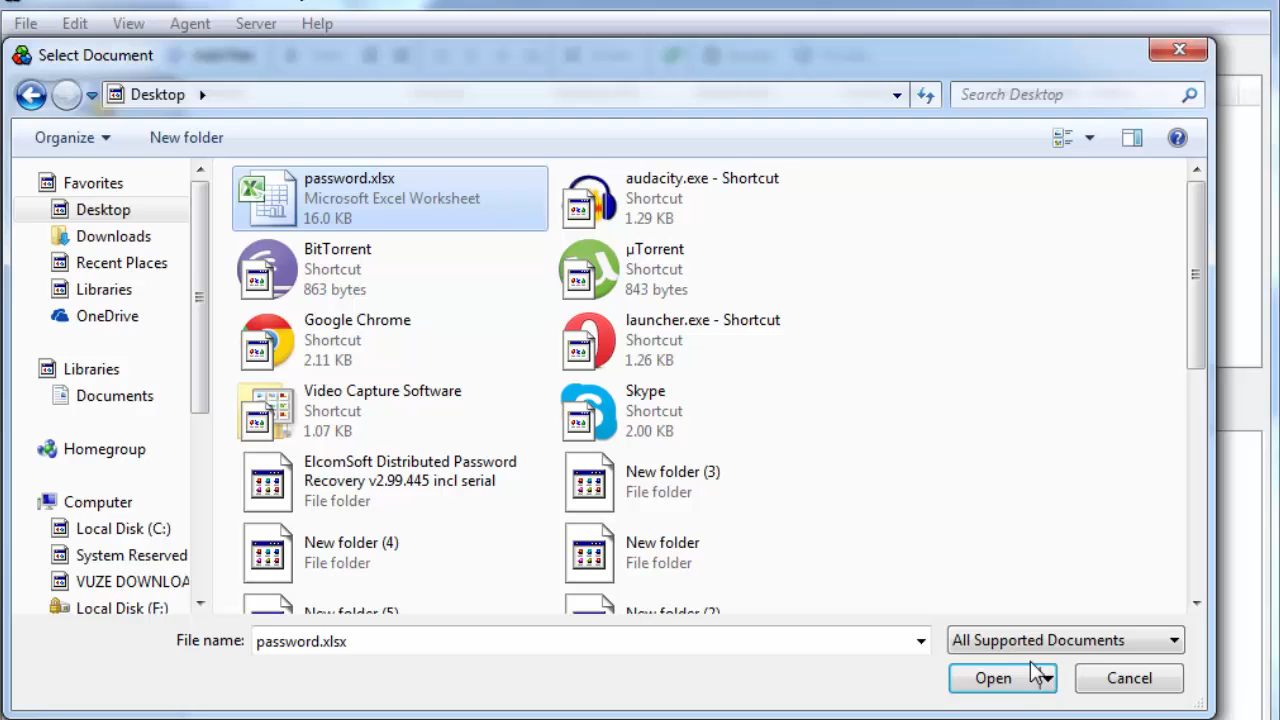 File Edit View Agent Server Help
Select Document
Desktop
Search Desktop
Organize New folder
Favorites
Desktop
Downloads
Recent Places
Libraries
OneDrive
Libraries
Documents
Homegroup
Computer
Local Disk (C:)
System Reserved
VUZE DOWNLOA
Local Disk (F:)
password.xlsx
Microsoft Excel Worksheet
16.0 KB
audacity.exe - Shortcut
Shortcut
1.29 KB
BitTorrent
Shortcut
863 bytes
µTorrent
Shortcut
843 bytes
Google Chrome
Shortcut
2.11 KB
launcher.exe - Shortcut
Shortcut
1.26 KB
Video Capture Software
Shortcut
1.07 KB
Skype
Shortcut
2.00 KB
ElcomSoft Distributed Password
Recovery v2.99.445 incl serial
File folder
New folder (3)
File folder
New folder (4)
File folder
New folder
File folder
New folder (5)
New folder (2)
File name: password.xlsx
All Supported Documents
Open
Cancel